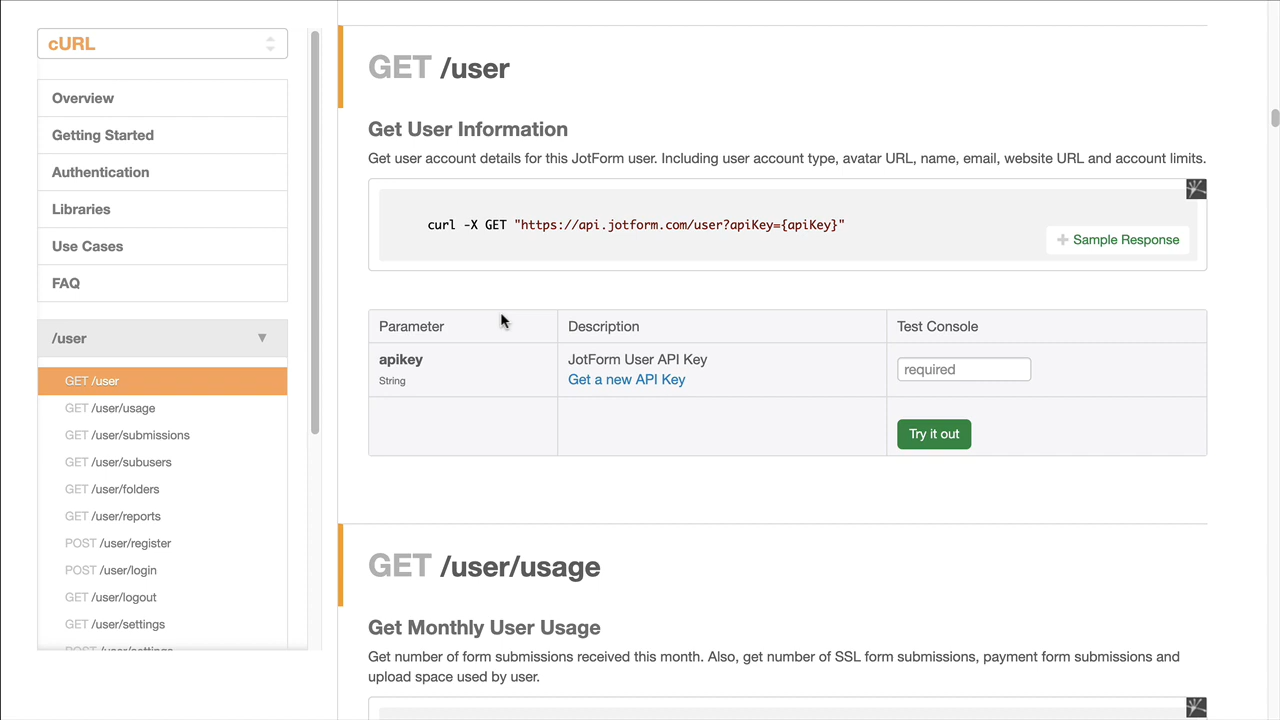 cURL
Overview
Getting Started
Authentication
Libraries
Use Cases
FAQ
/user ▼
GET /user
GET /user/usage
GET /user/submissions
GET /user/subusers
GET /user/folders
GET /user/reports
POST /user/register
POST /user/login
GET /user/logout
GET /user/settings
POST /user/settings
GET /user
Get User Information
Get user account details for this JotForm user. Including user account type, avatar URL, name, email, website URL and account limits.
curl -X GET "https://api.jotform.com/user?apiKey={apiKey}"
+ Sample Response
Parameter Description Test Console
apikey JotForm User API Key
String Get a new API Key required
Try it out
GET /user/usage
Get Monthly User Usage
Get number of form submissions received this month. Also, get number of SSL form submissions, payment form submissions and
upload space used by user.